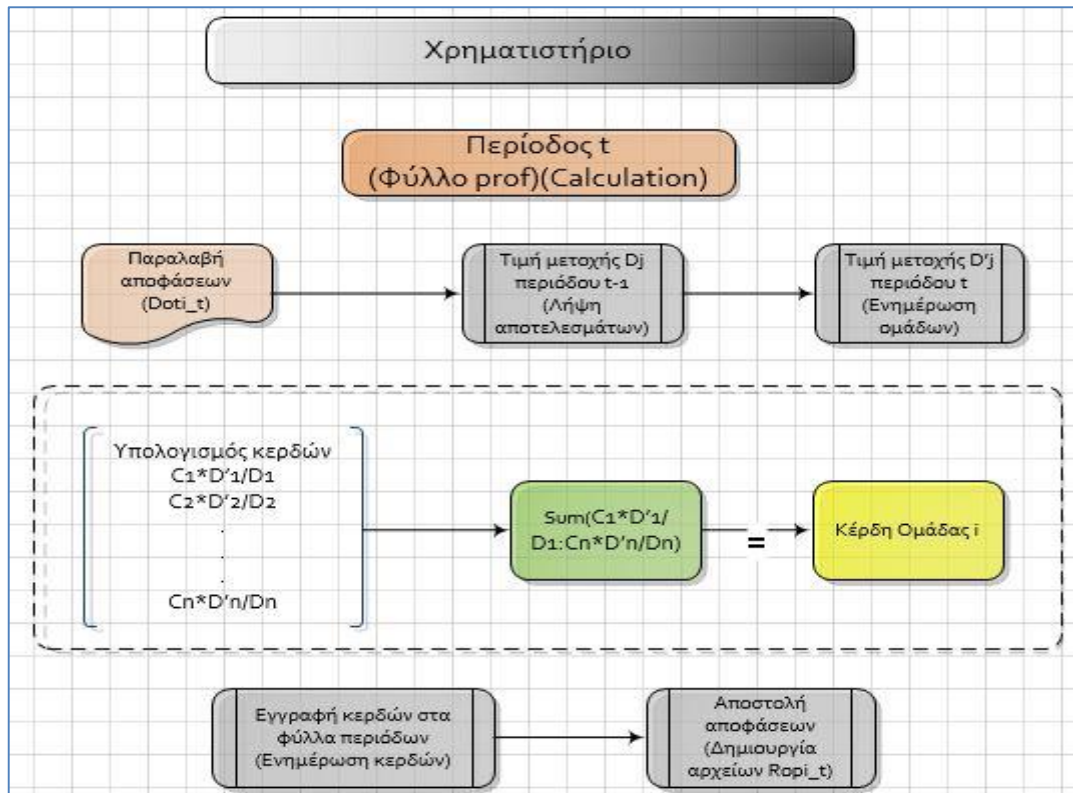 Χρηματιστήριο
Περίοδος t
(Φύλλο prof)(Calculation)
Παραλαβή
αποφάσεων
(Doti_t)
Τιμή μετοχής Dj
περιόδου t-1
(Λήψη
αποτελεσμάτων)
Τιμή μετοχής D'j
περιόδου t
(Ενημέρωση
ομάδων)
Υπολογισμός κερδών
C1*D'1/D1
C2*D'2/D2
.
.
.
Cn*D'n/Dn
Sum(C1*D'1/
D1:Cn*D'n/Dn)
=
Κέρδη Ομάδας i
Εγγραφή κερδών στα
φύλλα περιόδων
(Ενημέρωση κερδών)
Αποστολή
αποφάσεων
(Δημιουργία
αρχείων Ropi_t)